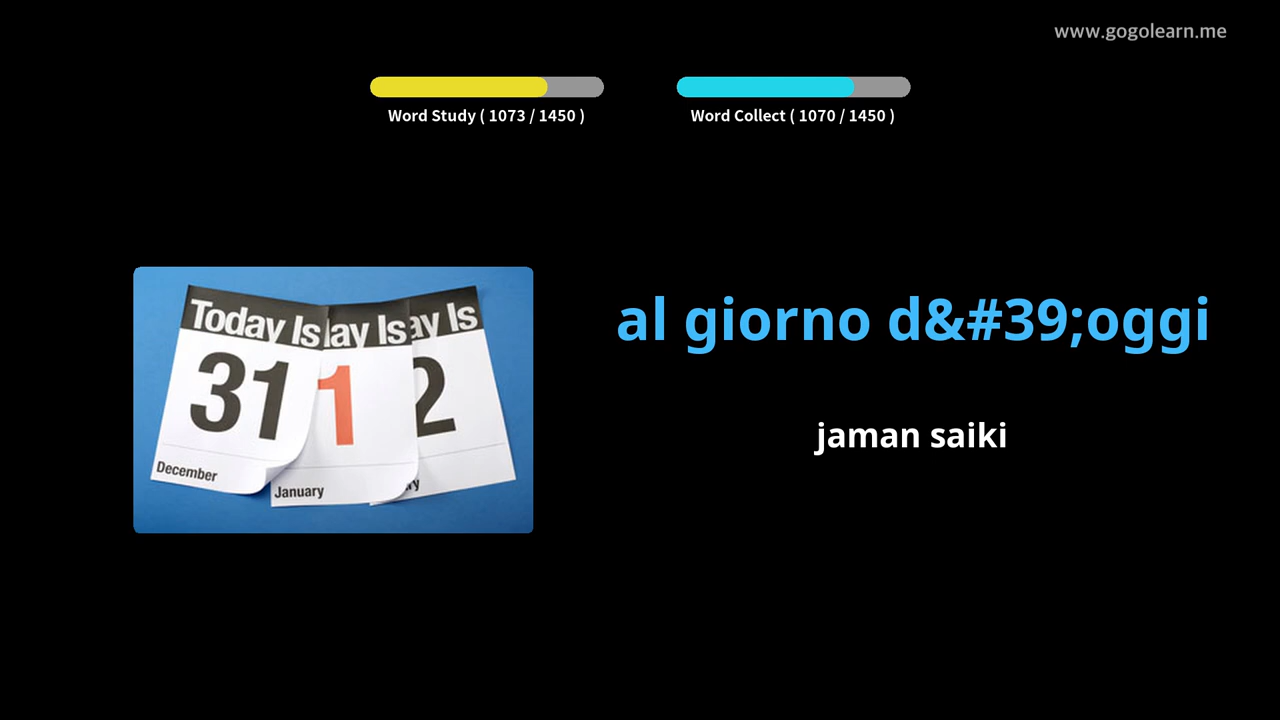 www.gogolearn.me
Word Study ( 1073 / 1450 )
Word Collect ( 1070 / 1450 )
Today Is
ay Is
ay Is
31
1
2
December
January
al giorno d&#39;oggi
jaman saiki